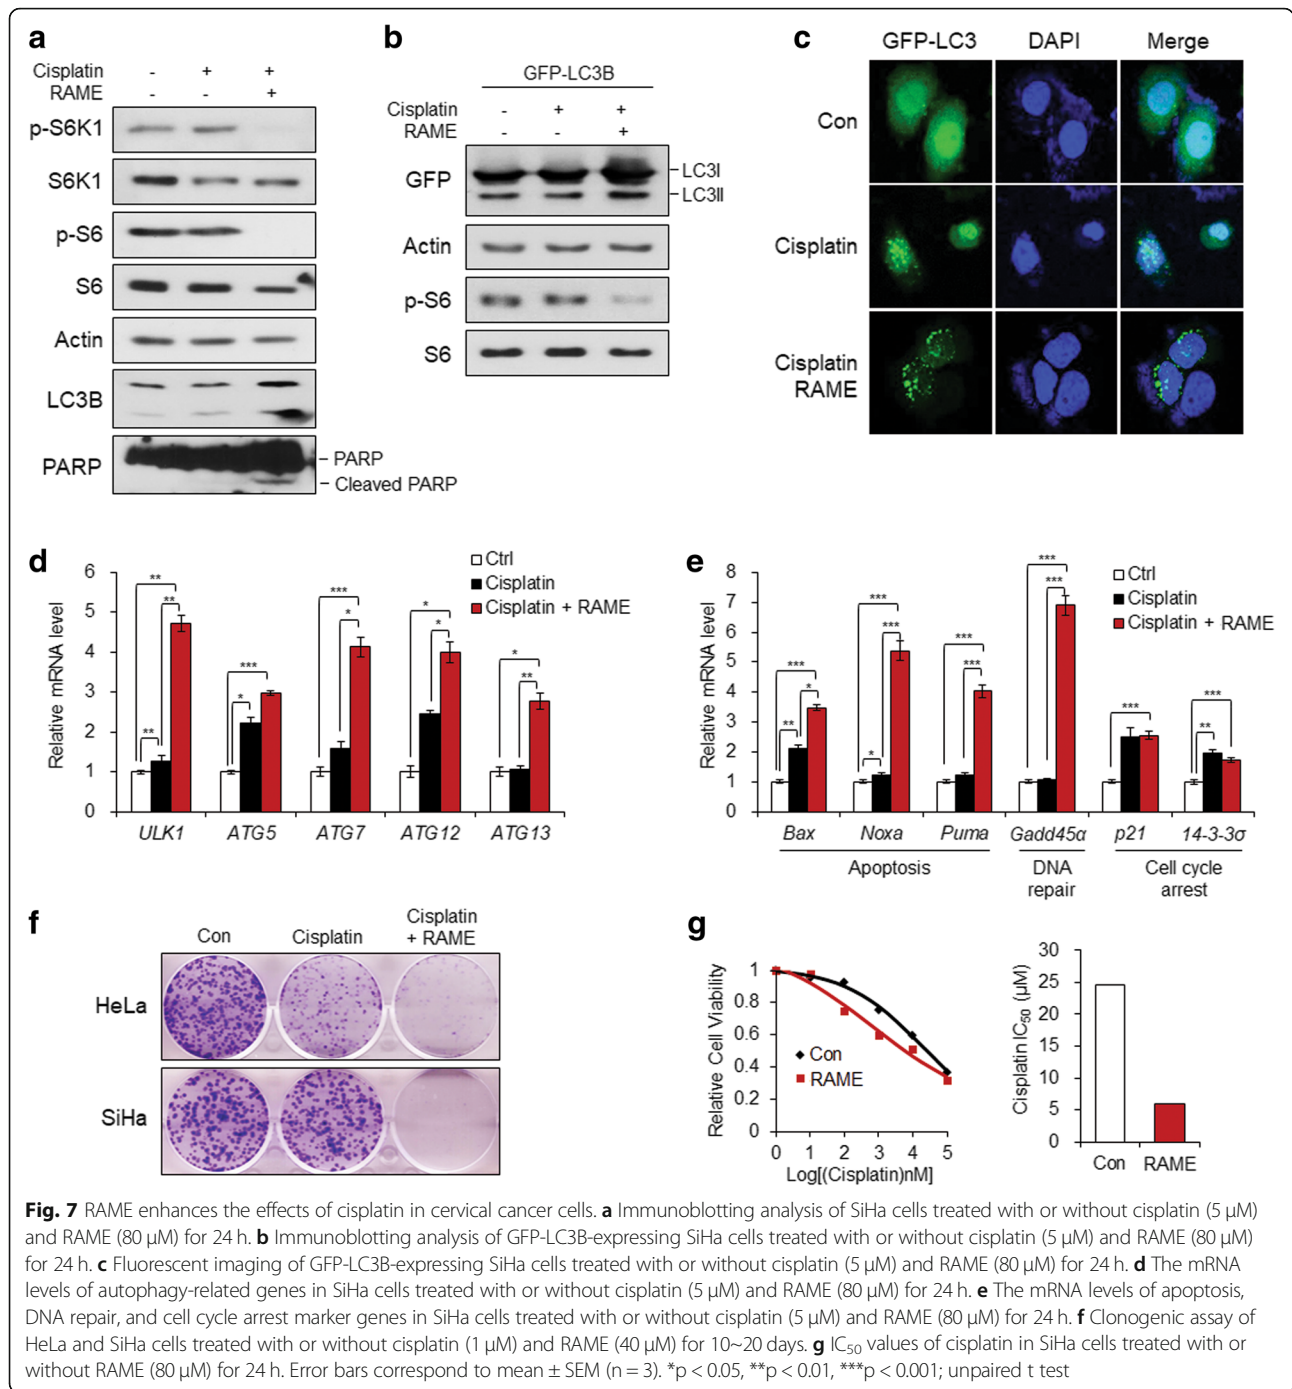 a
Cisplatin - + +
RAME - - +
p-S6K1
S6K1
p-S6
S6
Actin
LC3B
PARP
PARP
Cleaved PARP
b
GFP-LC3B
Cisplatin - + +
RAME - - +
GFP
LC3I
LC3II
Actin
p-S6
S6
c
GFP-LC3 DAPI Merge
Con
Cisplatin
Cisplatin
RAME
d
Ctrl
Cisplatin
Cisplatin + RAME
Relative mRNA level
6
5
4
3
2
1
0
** ** **
*** *
*** *
* *
* **
ULK1 ATG5 ATG7 ATG12 ATG13
e
Ctrl
Cisplatin
Cisplatin + RAME
Relative mRNA level
8
7
6
5
4
3
2
1
0
*** * **
*** *** *
*** ***
*** ***
***
*** **
Bax Noxa Puma Gadd45α p21 14-3-3σ
Apoptosis DNA Cell cycle
repair arrest
f
Con Cisplatin Cisplatin
+ RAME
HeLa
SiHa
g
Relative Cell Viability
1
0.8
0.6
0.4
0.2
0
Con
RAME
0 1 2 3 4 5
Log[(Cisplatin)nM]
Cisplatin IC50 (µM)
30
25
20
15
10
5
0
Con RAME
Fig. 7 RAME enhances the effects of cisplatin in cervical cancer cells. a Immunoblotting analysis of SiHa cells treated with or without cisplatin (5 µM)
and RAME (80 µM) for 24 h. b Immunoblotting analysis of GFP-LC3B-expressing SiHa cells treated with or without cisplatin (5 µM) and RAME (80 µM)
for 24 h. c Fluorescent imaging of GFP-LC3B-expressing SiHa cells treated with or without cisplatin (5 µM) and RAME (80 µM) for 24 h. d The mRNA
levels of autophagy-related genes in SiHa cells treated with or without cisplatin (5 µM) and RAME (80 µM) for 24 h. e The mRNA levels of apoptosis,
DNA repair, and cell cycle arrest marker genes in SiHa cells treated with or without cisplatin (5 µM) and RAME (80 µM) for 24 h. f Clonogenic assay of
HeLa and SiHa cells treated with or without cisplatin (1 µM) and RAME (40 µM) for 10~20 days. g IC50 values of cisplatin in SiHa cells treated with or
without RAME (80 µM) for 24 h. Error bars correspond to mean ± SEM (n = 3). *p < 0.05, **p < 0.01, ***p < 0.001; unpaired t test